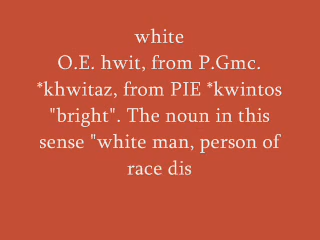 white
O.E. hwit, from P.Gmc.
*khwitaz, from PIE *kwintos
"bright". The noun in this
sense "white man, person of
race dis